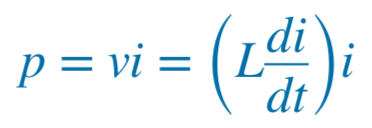 p = vi = (L di/dt) i